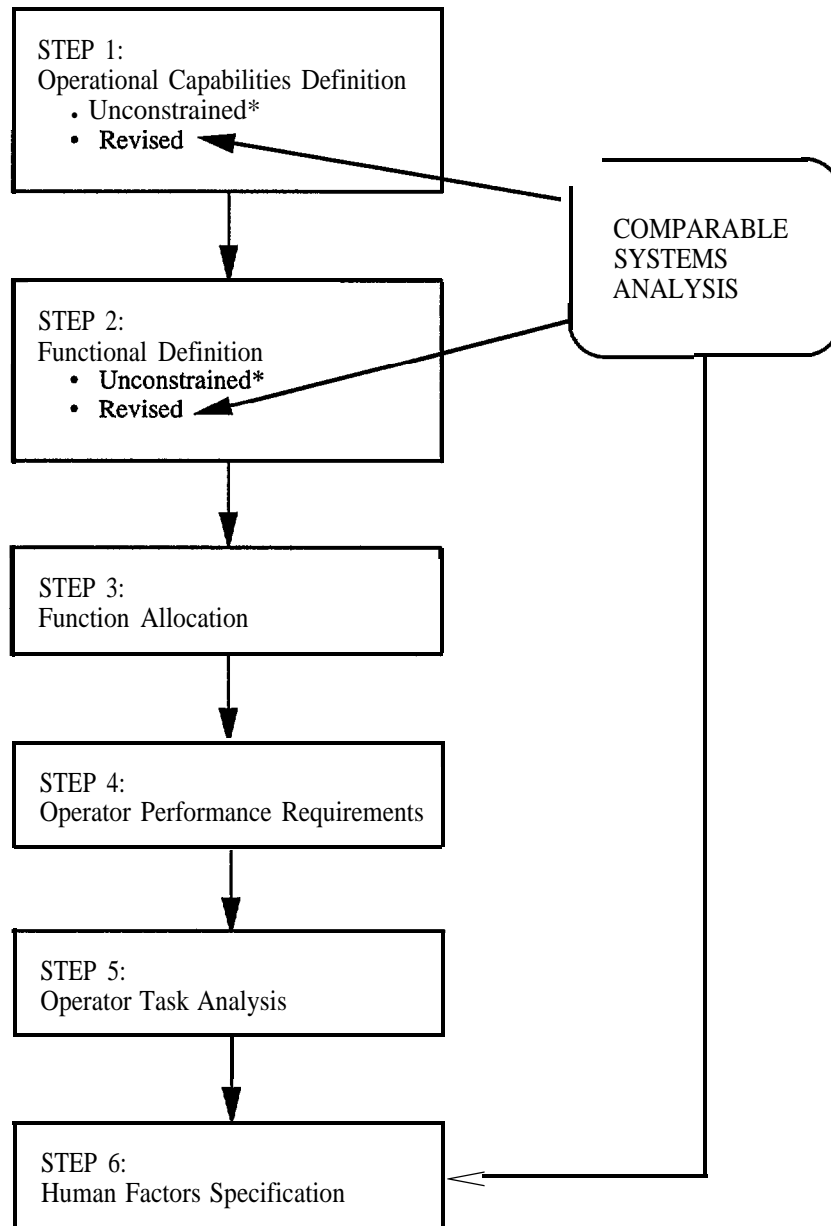 STEP 1:
Operational Capabilities Definition
• Unconstrained*
• Revised
COMPARABLE
SYSTEMS
ANALYSIS
STEP 2:
Functional Definition
• Unconstrained*
• Revised
STEP 3:
Function Allocation
STEP 4:
Operator Performance Requirements
STEP 5:
Operator Task Analysis
STEP 6:
Human Factors Specification